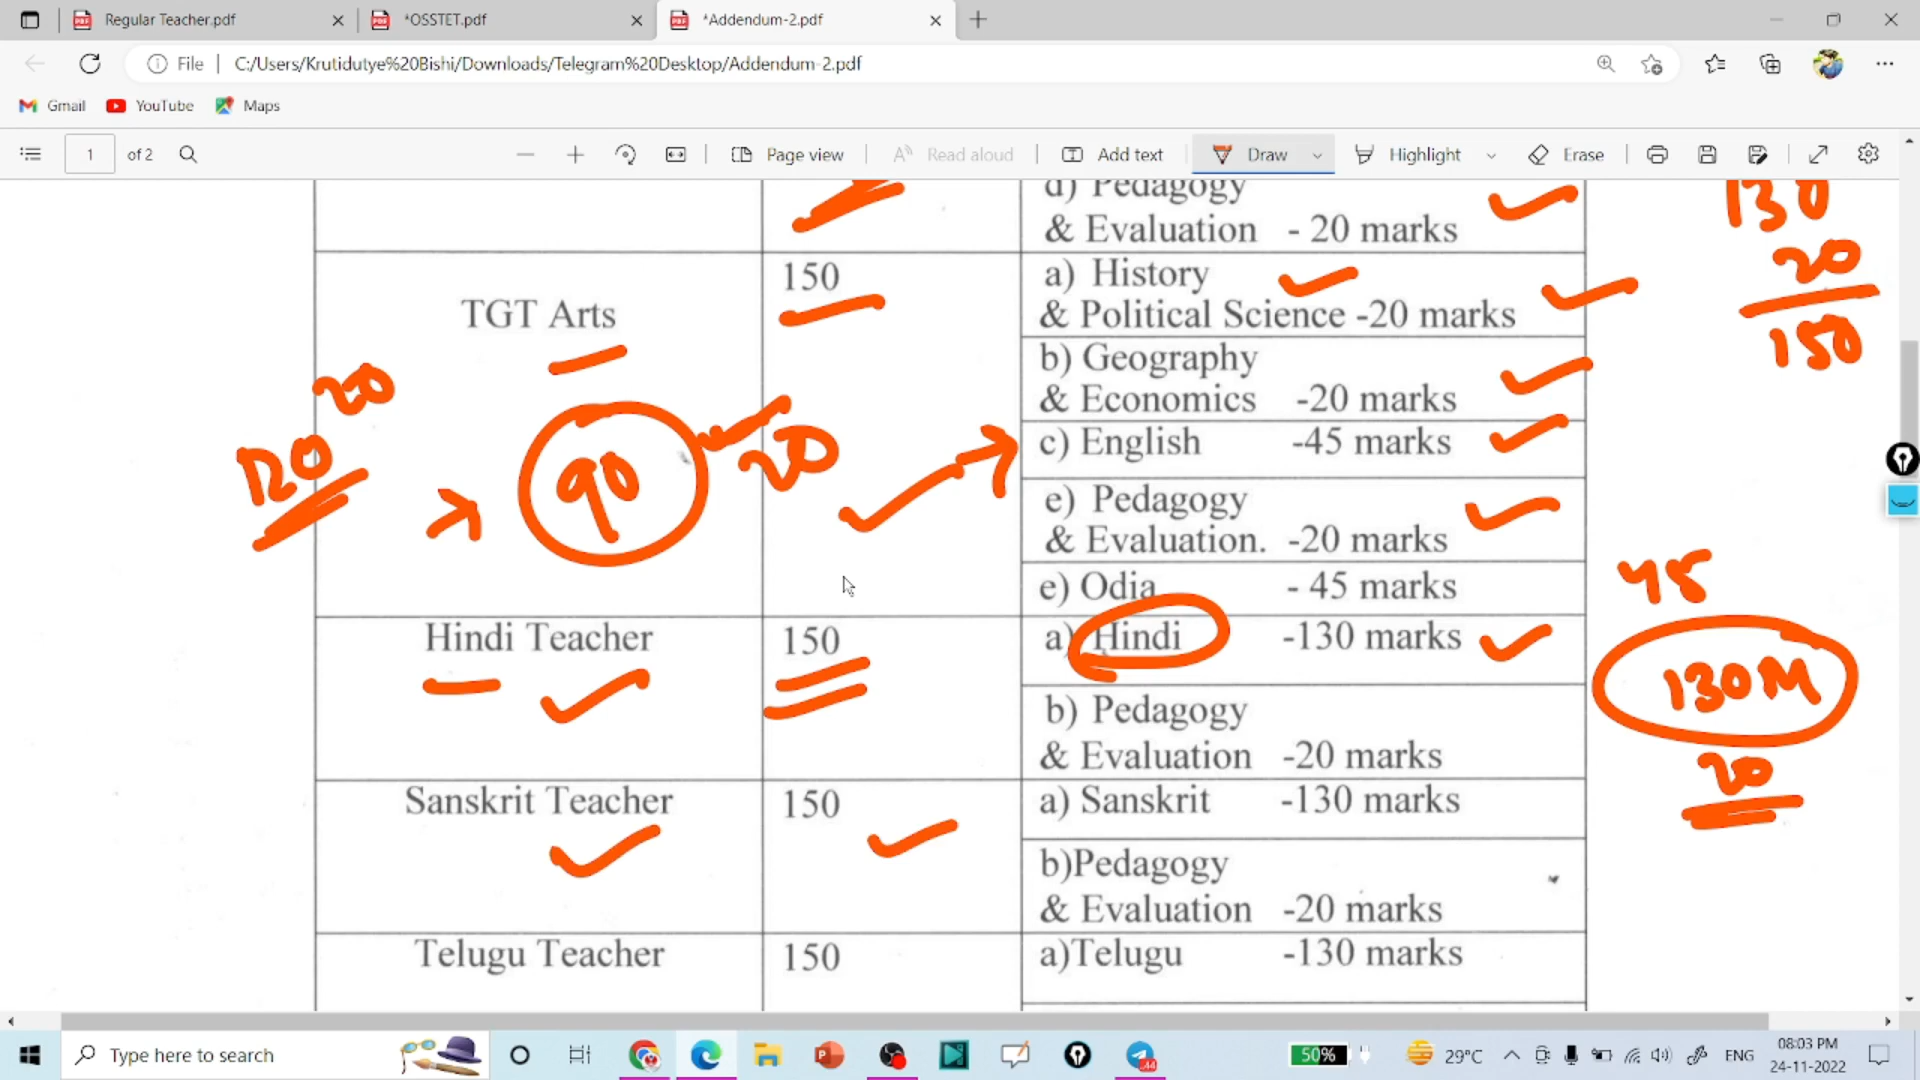 Regular Teacher.pdf
*OSSTET.pdf
*Addendum-2.pdf
File
C:/Users/Krutidutye%20Bishi/Downloads/Telegram%20Desktop/Addendum-2.pdf
Gmail
YouTube
Maps
1 of 2
Page view
Read aloud
Add text
Draw
Highlight
Erase
d) Pedagogy
& Evaluation - 20 marks
130
20
150
TGT Arts
150
a) History
& Political Science -20 marks
b) Geography
& Economics -20 marks
c) English -45 marks
e) Pedagogy
& Evaluation. -20 marks
e) Odia - 45 marks
20
120
90
20
45
Hindi Teacher
150
a) Hindi -130 marks
130M
20
b) Pedagogy
& Evaluation -20 marks
Sanskrit Teacher
150
a) Sanskrit -130 marks
b)Pedagogy
& Evaluation -20 marks
Telugu Teacher
150
a)Telugu -130 marks
Type here to search
44
50%
29°C
ENG
08:03 PM
24-11-2022